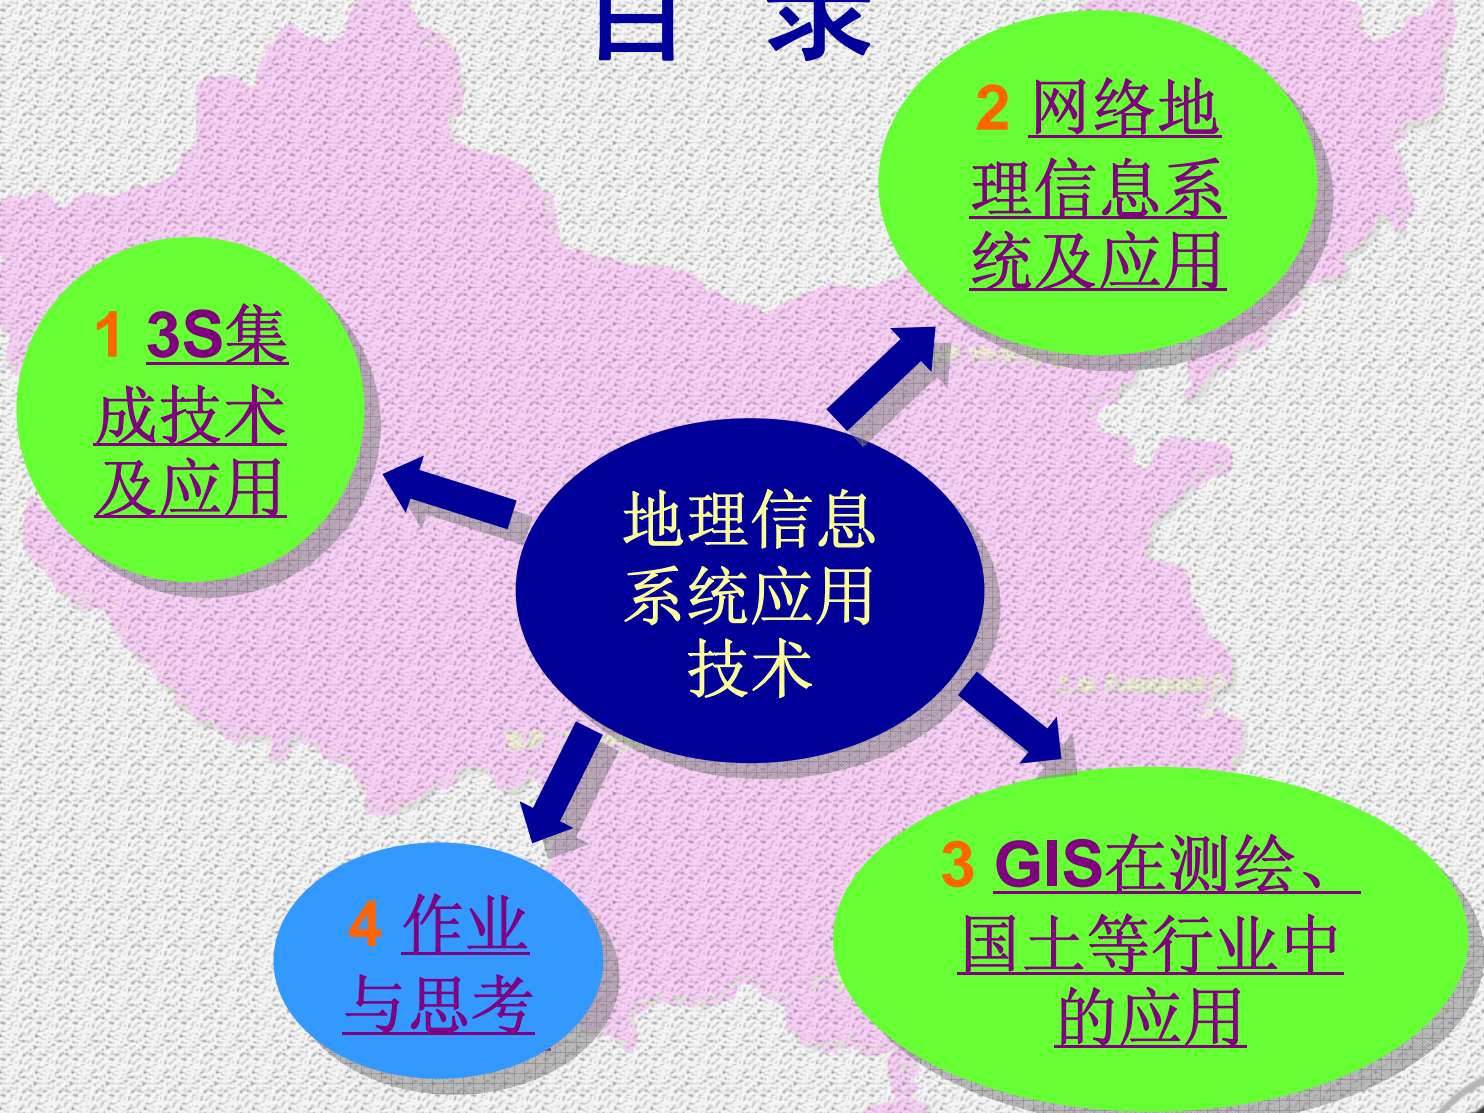 目 录
2 网络地
理信息系
统及应用
1 3S集
成技术
及应用
地理信息
系统应用
技术
3 GIS在测绘、
国土等行业中
的应用
4 作业
与思考